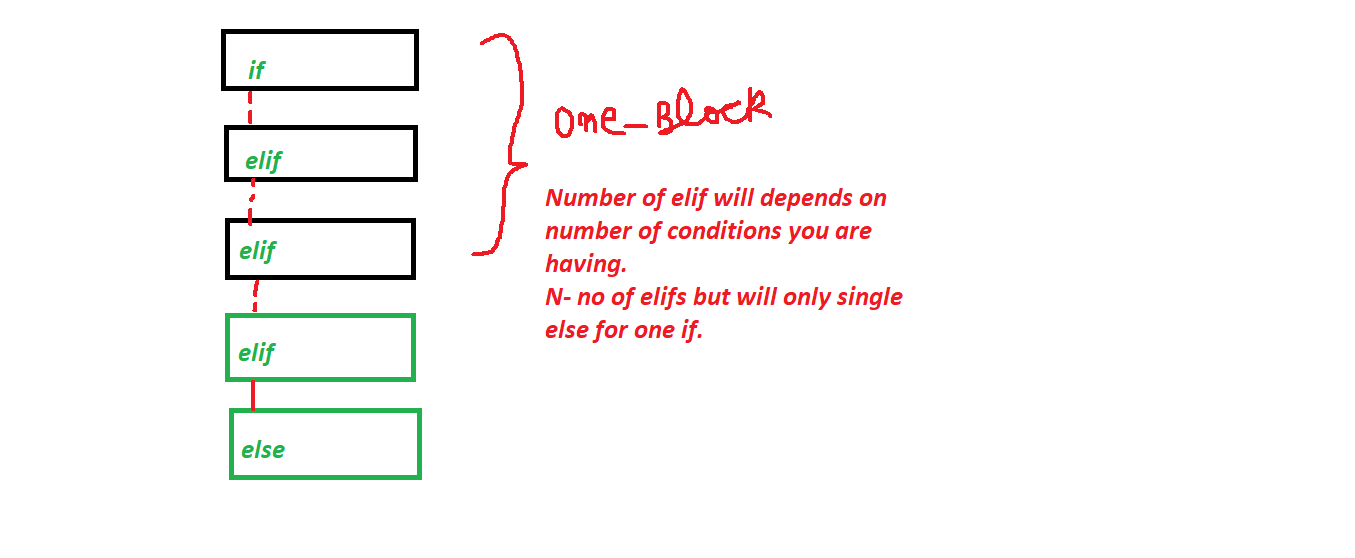 if
elif
elif
elif
else
One_Block
Number of elif will depends on
number of conditions you are
having.
N- no of elifs but will only single
else for one if.